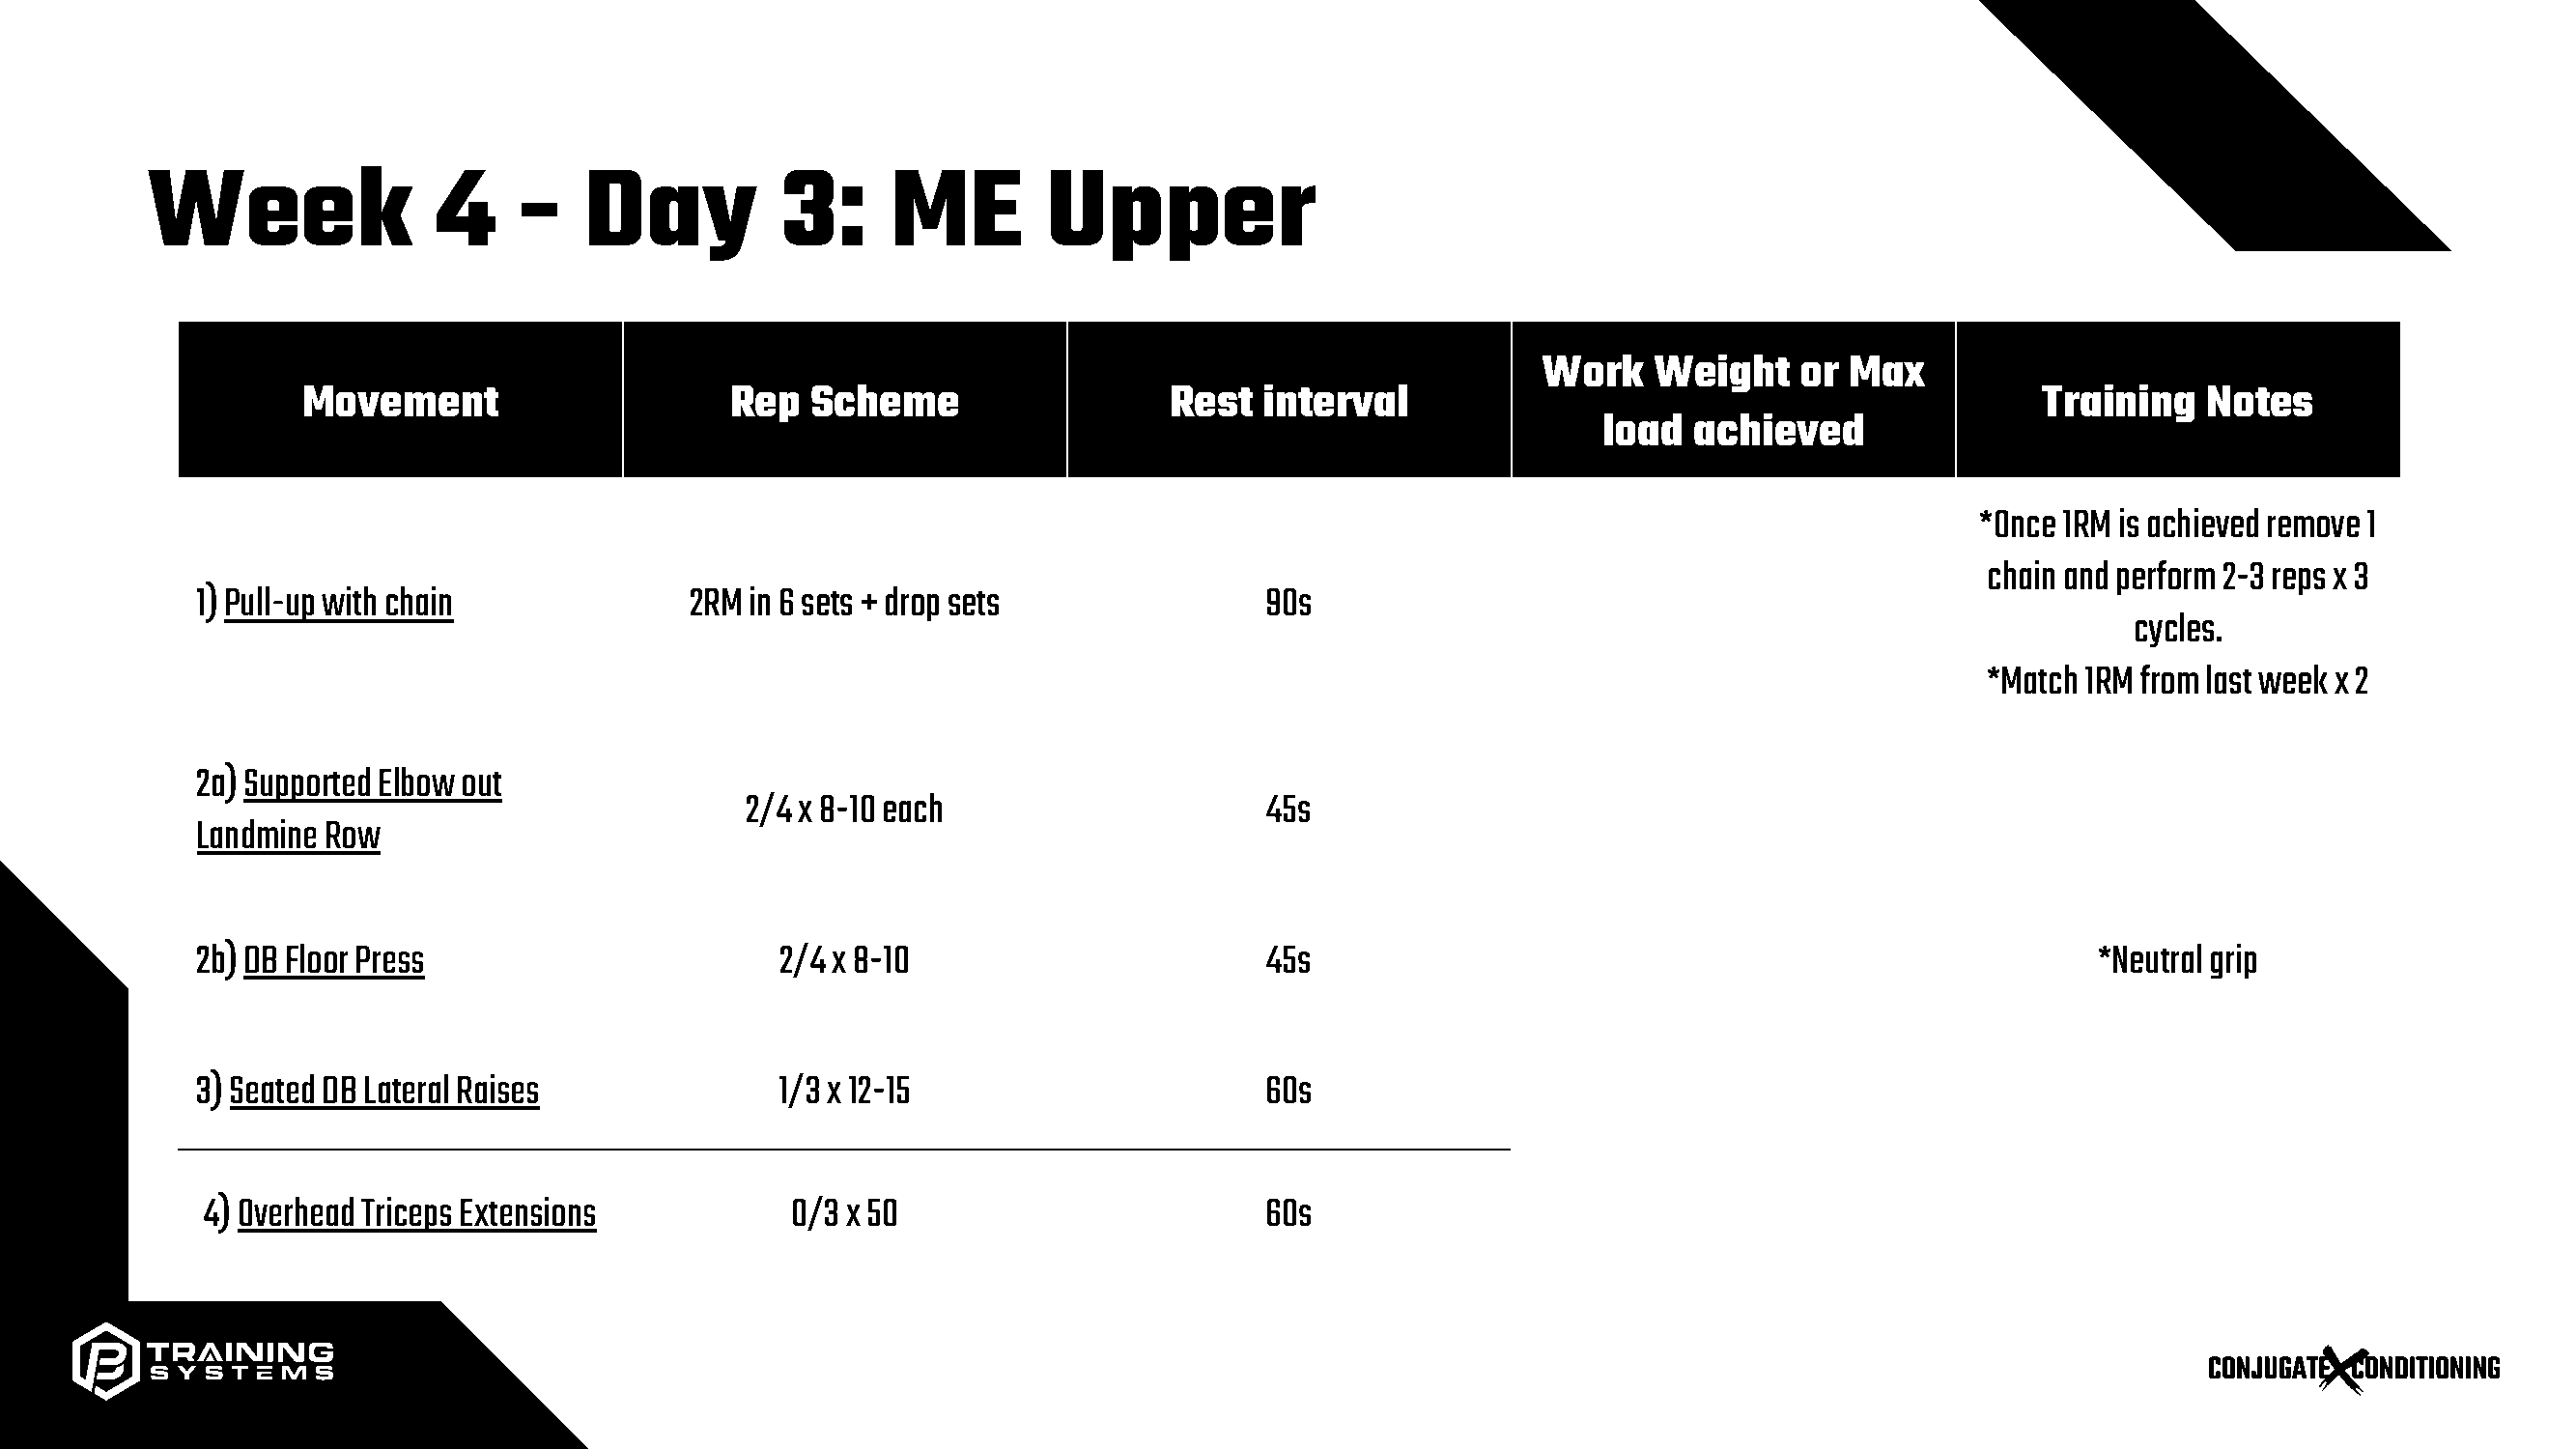 Week 4 - Day 3: ME Upper
Movement
Rep Scheme
Rest interval
Work Weight or Max
load achieved
Training Notes
1) Pull-up with chain
2RM in 6 sets + drop sets
90s
*Once 1RM is achieved remove 1
chain and perform 2-3 reps x 3
cycles.
*Match 1RM from last week x 2
2a) Supported Elbow out
Landmine Row
2/4 x 8-10 each
45s
2b) DB Floor Press
2/4 x 8-10
45s
*Neutral grip
3) Seated DB Lateral Raises
1/3 x 12-15
60s
4) Overhead Triceps Extensions
0/3 x 50
60s
TRAINING
SYSTEMS
CONJUGATE X CONDITIONING